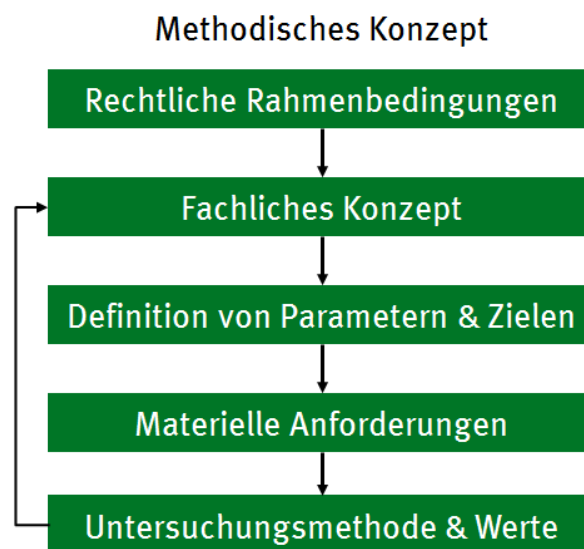 Methodisches Konzept
Rechtliche Rahmenbedingungen
Fachliches Konzept
Definition von Parametern & Zielen
Materielle Anforderungen
Untersuchungsmethode & Werte